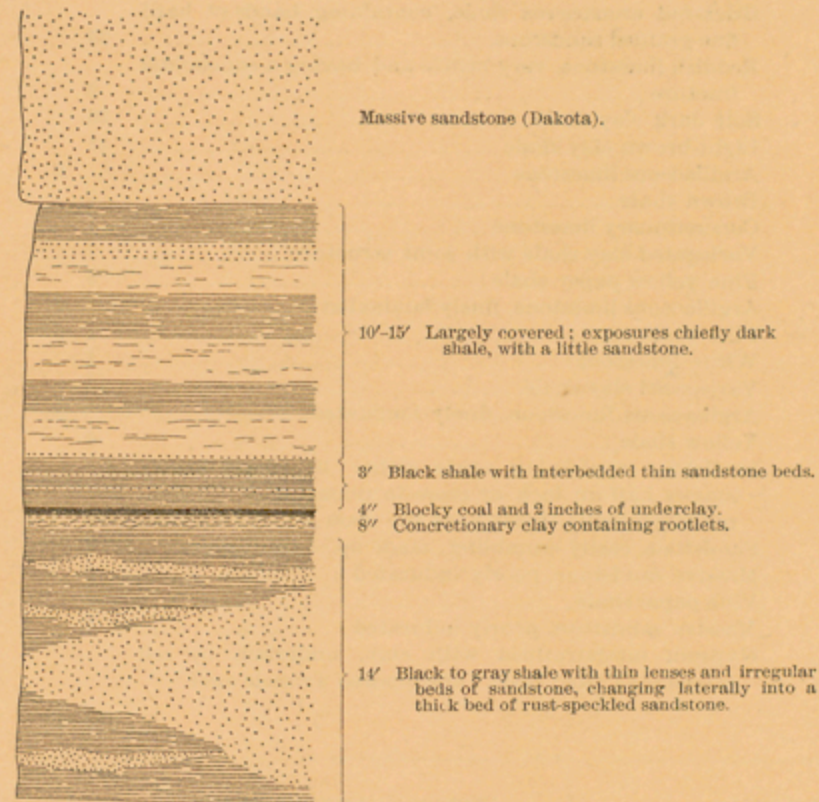 Massive sandstone (Dakota).
10′–15′ Largely covered; exposures chiefly dark
shale, with a little sandstone.
3′ Black shale with interbedded thin sandstone beds.
4″ Blocky coal and 2 inches of underclay.
8″ Concretionary clay containing rootlets.
14′ Black to gray shale with thin lenses and irregular
beds of sandstone, changing laterally into a
thick bed of rust-speckled sandstone.